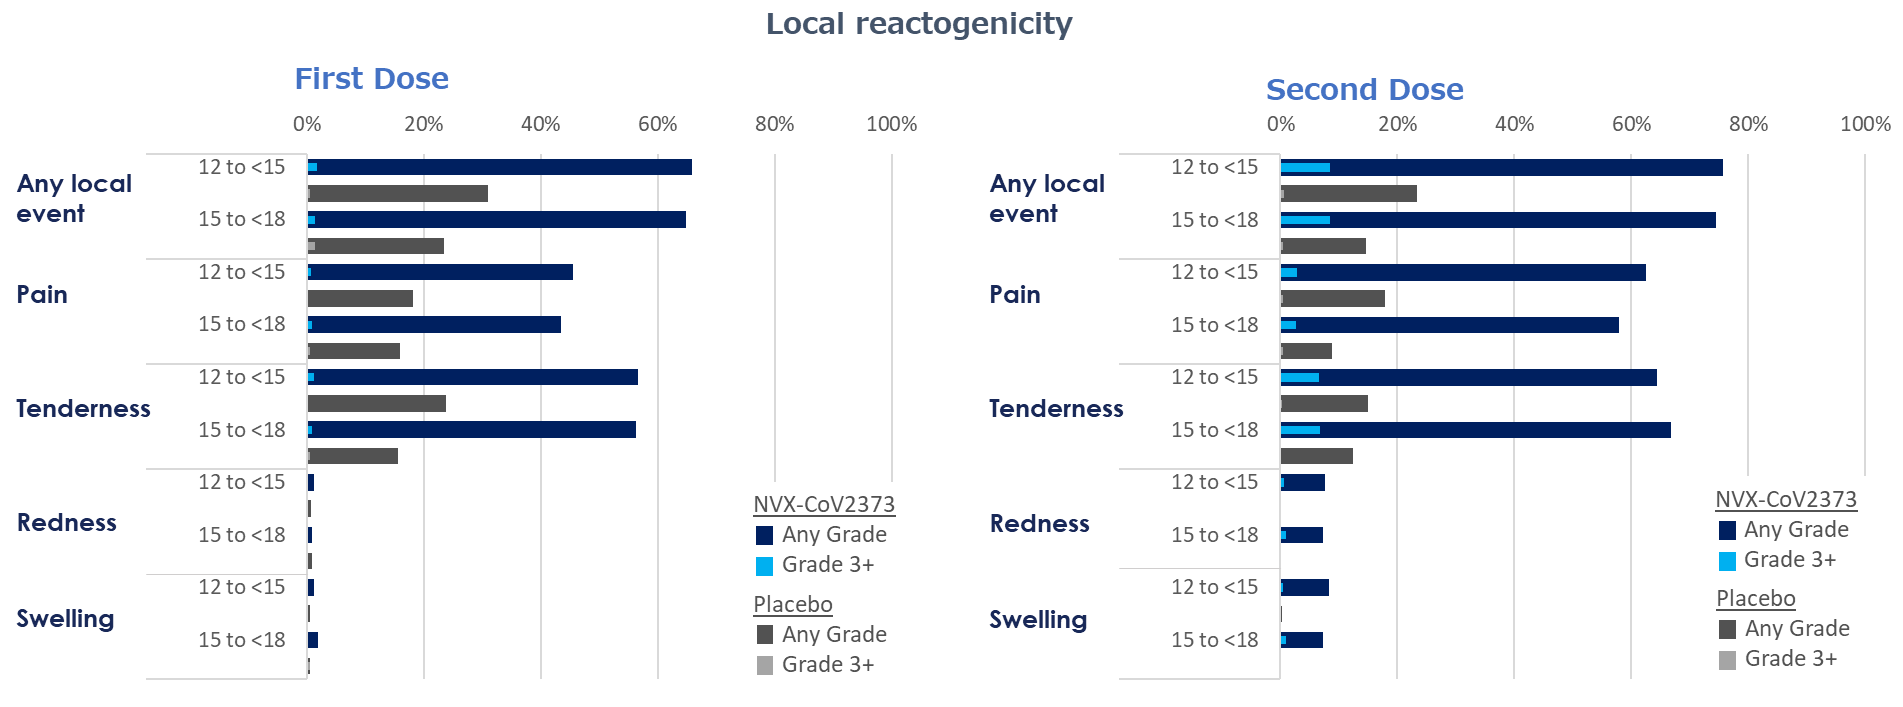 Local reactogenicity
First Dose
0% 20% 40% 60% 80% 100%
Any local
event
12 to <15
15 to <18
Pain
12 to <15
15 to <18
Tenderness
12 to <15
15 to <18
Redness
12 to <15
15 to <18
Swelling
12 to <15
15 to <18
NVX-CoV2373
Any Grade
Grade 3+
Placebo
Any Grade
Grade 3+
Second Dose
0% 20% 40% 60% 80% 100%
Any local
event
12 to <15
15 to <18
Pain
12 to <15
15 to <18
Tenderness
12 to <15
15 to <18
Redness
12 to <15
15 to <18
Swelling
12 to <15
15 to <18
NVX-CoV2373
Any Grade
Grade 3+
Placebo
Any Grade
Grade 3+